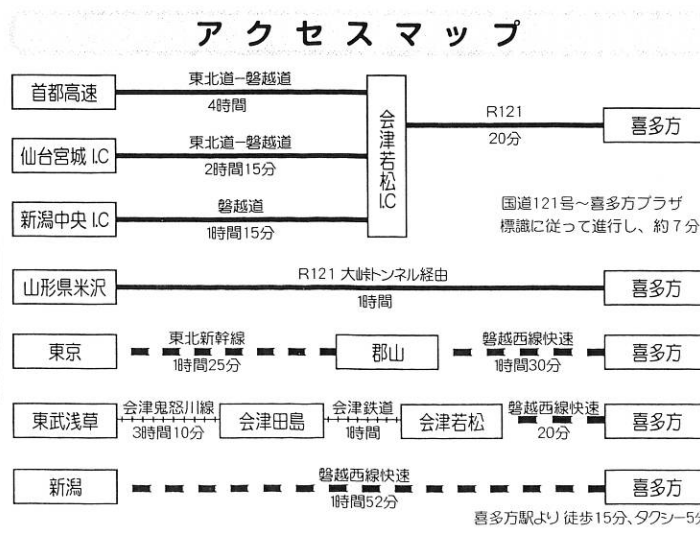 アクセスマップ
首都高速
東北道ー磐越道
4時間
仙台宮城 I.C
東北道ー磐越道
2時間15分
新潟中央 I.C
磐越道
1時間15分
会津若松I.C
R121
20分
喜多方
国道121号～喜多方プラザ
標識に従って進行し、約7分
山形県米沢
R121 大峠トンネル経由
1時間
喜多方
東京
東北新幹線
1時間25分
郡山
磐越西線快速
1時間30分
喜多方
東武浅草
会津鬼怒川線
3時間10分
会津田島
会津鉄道
1時間
会津若松
磐越西線快速
20分
喜多方
新潟
磐越西線快速
1時間52分
喜多方
喜多方駅より 徒歩15分、タクシー5分